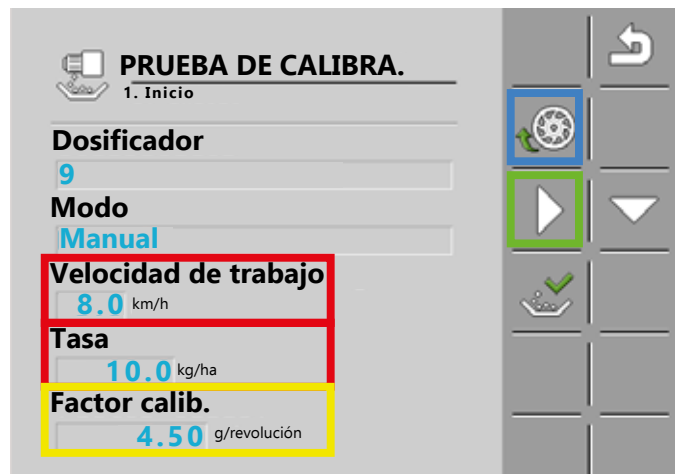 PRUEBA DE CALIBRA.
1. Inicio
Dosificador
9
Modo
Manual
Velocidad de trabajo
8.0 km/h
Tasa
10.0 kg/ha
Factor calib.
4.50 g/revolución